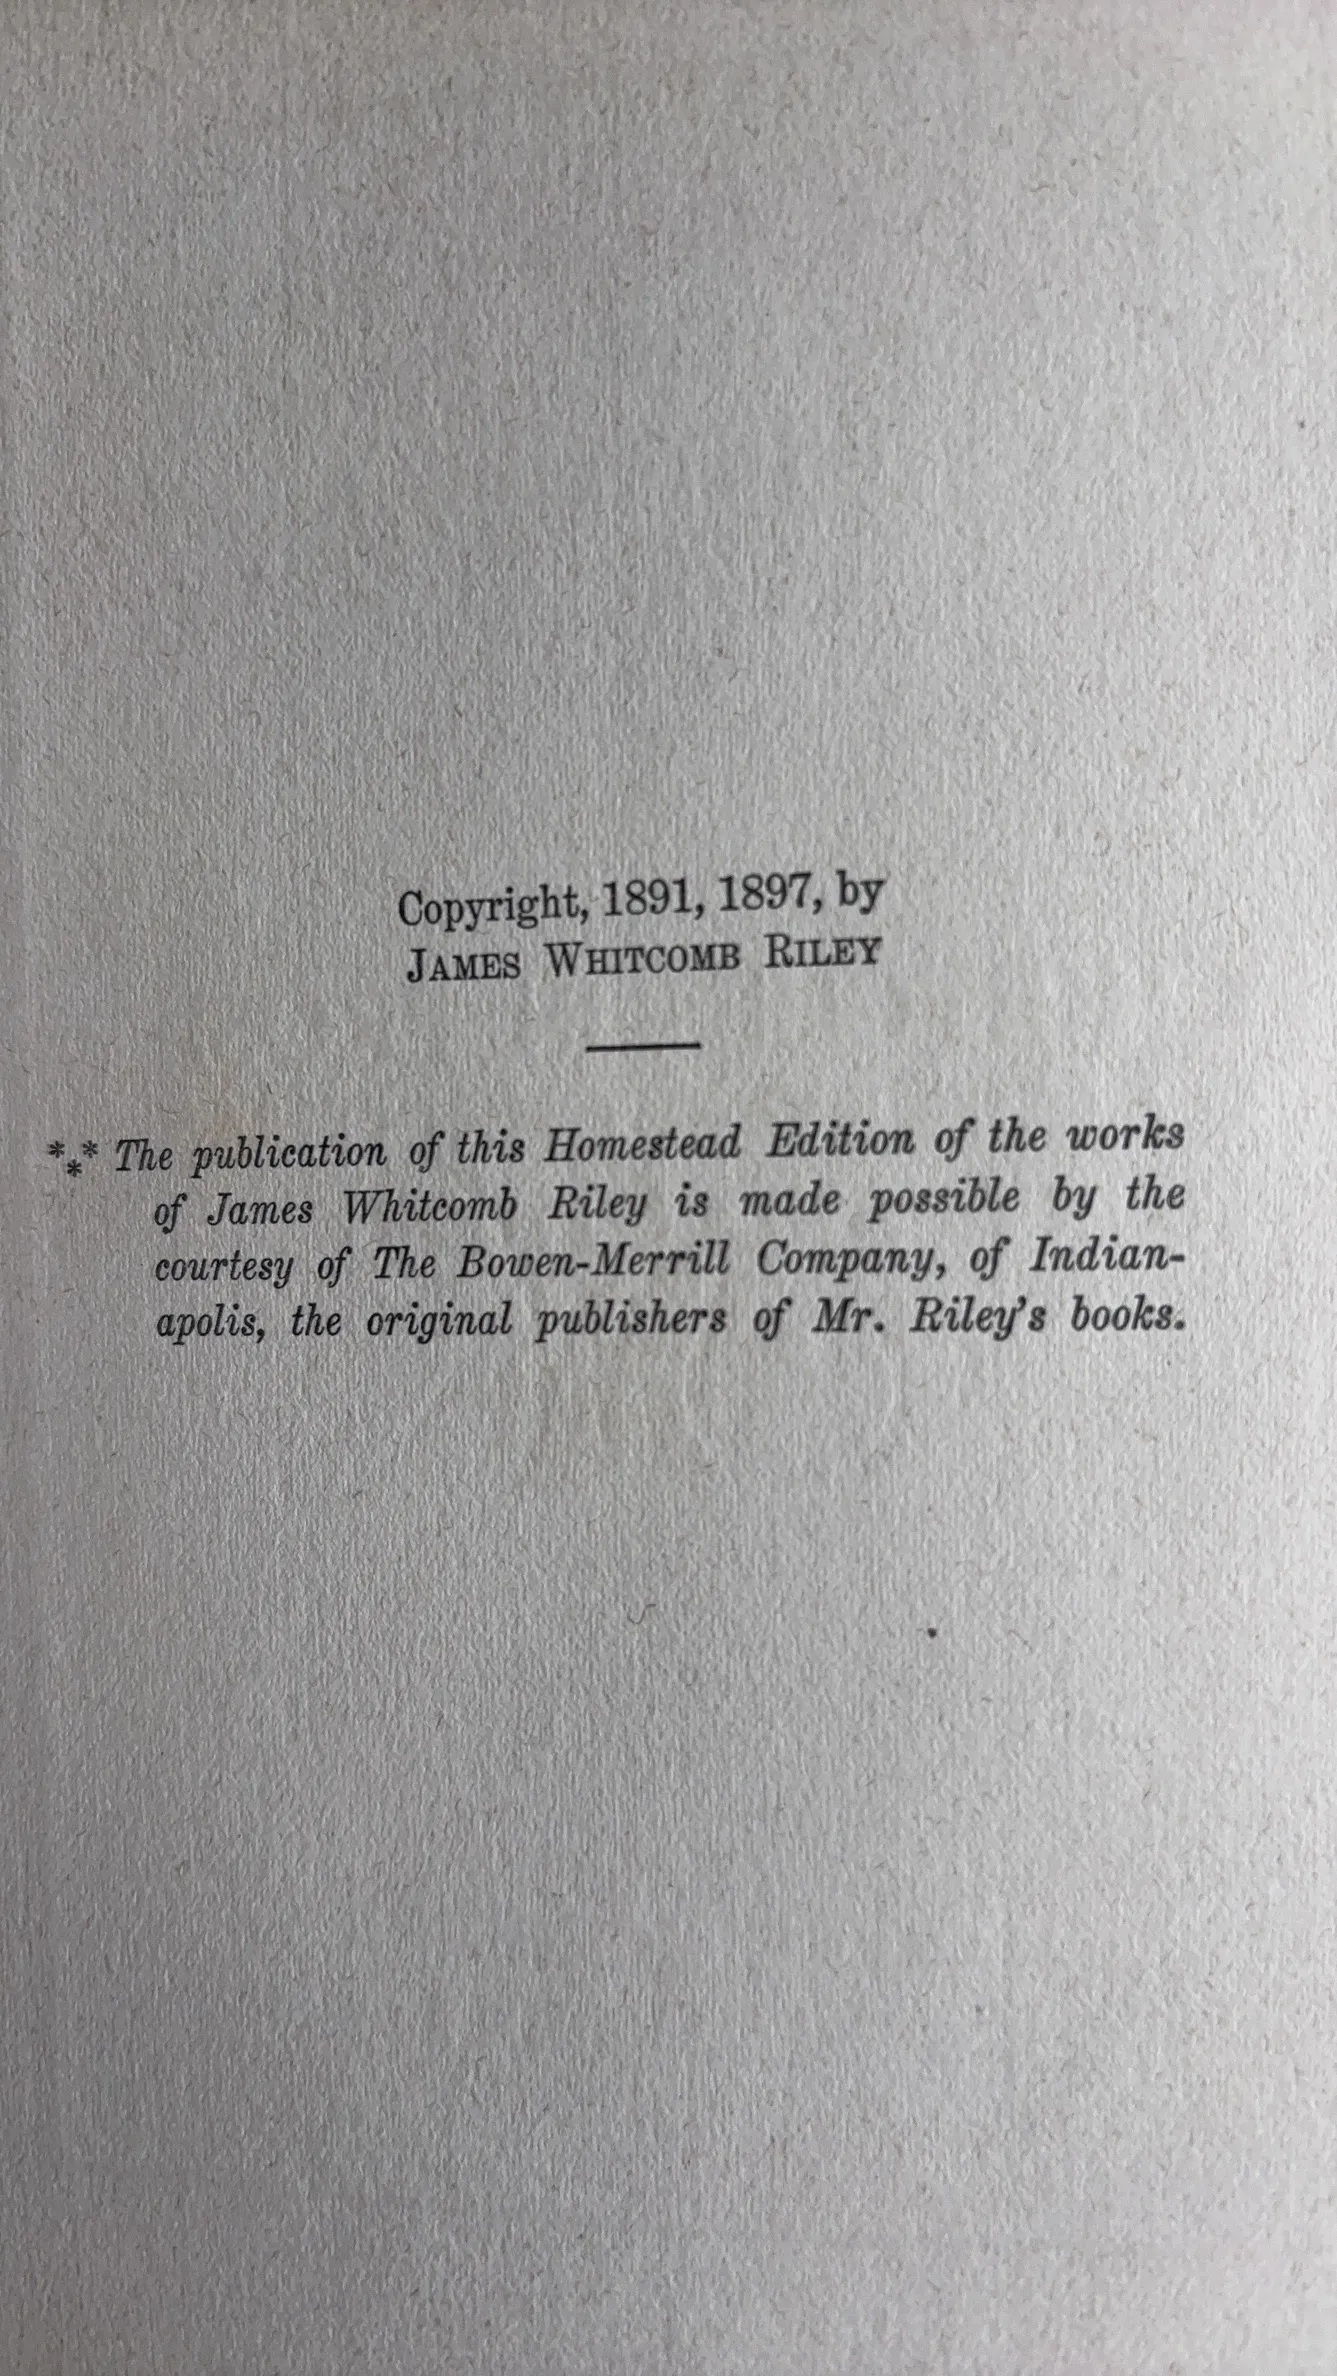 Copyright, 1891, 1897, by
JAMES WHITCOMB RILEY
*⁎* The publication of this Homestead Edition of the works
of James Whitcomb Riley is made possible by the
courtesy of The Bowen-Merrill Company, of Indian-
apolis, the original publishers of Mr. Riley's books.